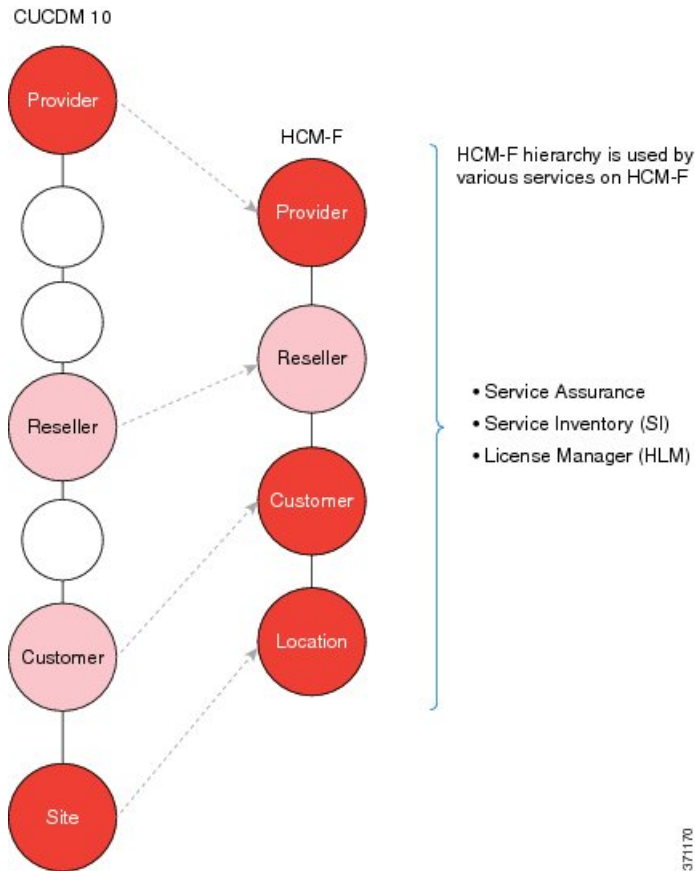 CUCDM 10
Provider
Reseller
Customer
Site
HCM-F
Provider
Reseller
Customer
Location
HCM-F hierarchy is used by
various services on HCM-F
• Service Assurance
• Service Inventory (SI)
• License Manager (HLM)
371170